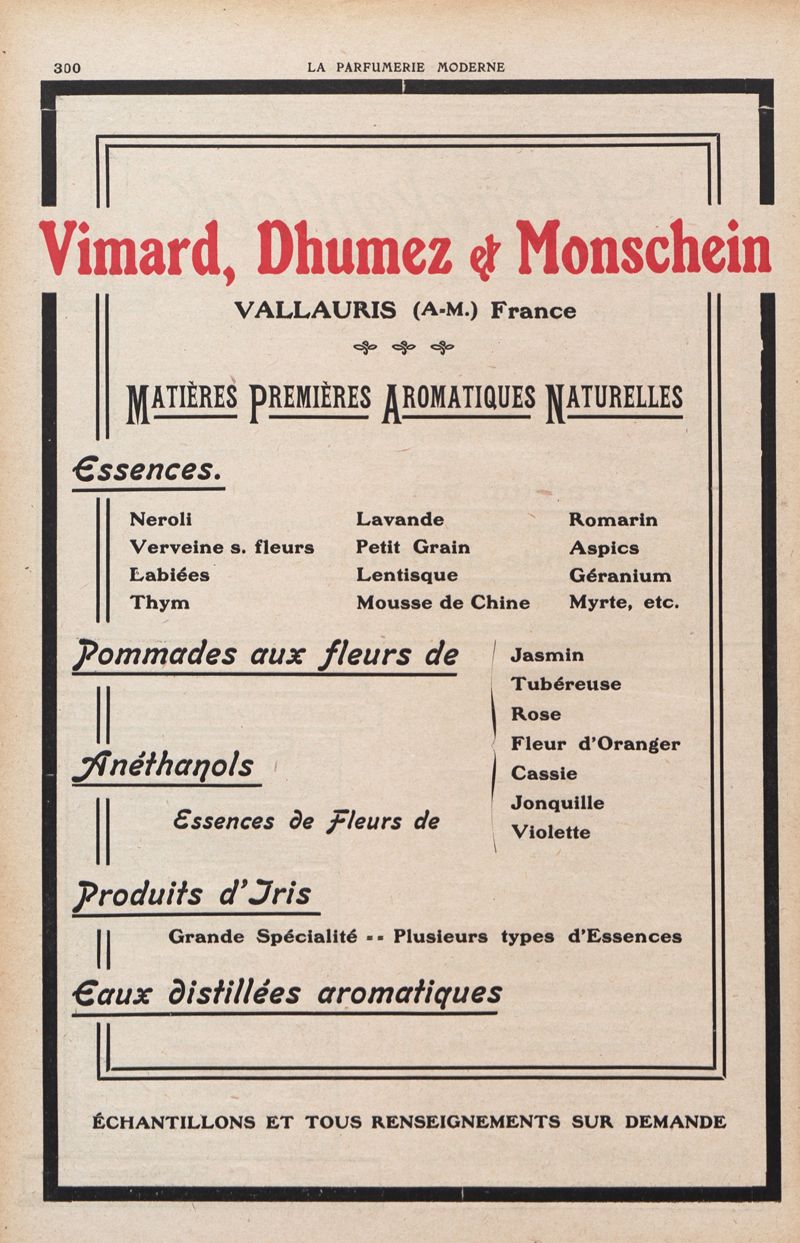 300
LA PARFUMERIE MODERNE
Vimard, Dhumez & Monschein
VALLAURIS (A-M.) France
MATIÈRES PREMIÈRES AROMATIQUES NATURELLES
Essences.
Neroli Lavande Romarin
Verveine s. fleurs Petit Grain Aspics
Labiées Lentisque Géranium
Thym Mousse de Chine Myrte, etc.
Pommades aux fleurs de
Jasmin
Tubéreuse
Rose
Fleur d'Oranger
Anéthanols
Cassie
Jonquille
Essences de Fleurs de
Violette
Produits d'Iris
Grande Spécialité -- Plusieurs types d'Essences
Eaux distillées aromatiques
ÉCHANTILLONS ET TOUS RENSEIGNEMENTS SUR DEMANDE